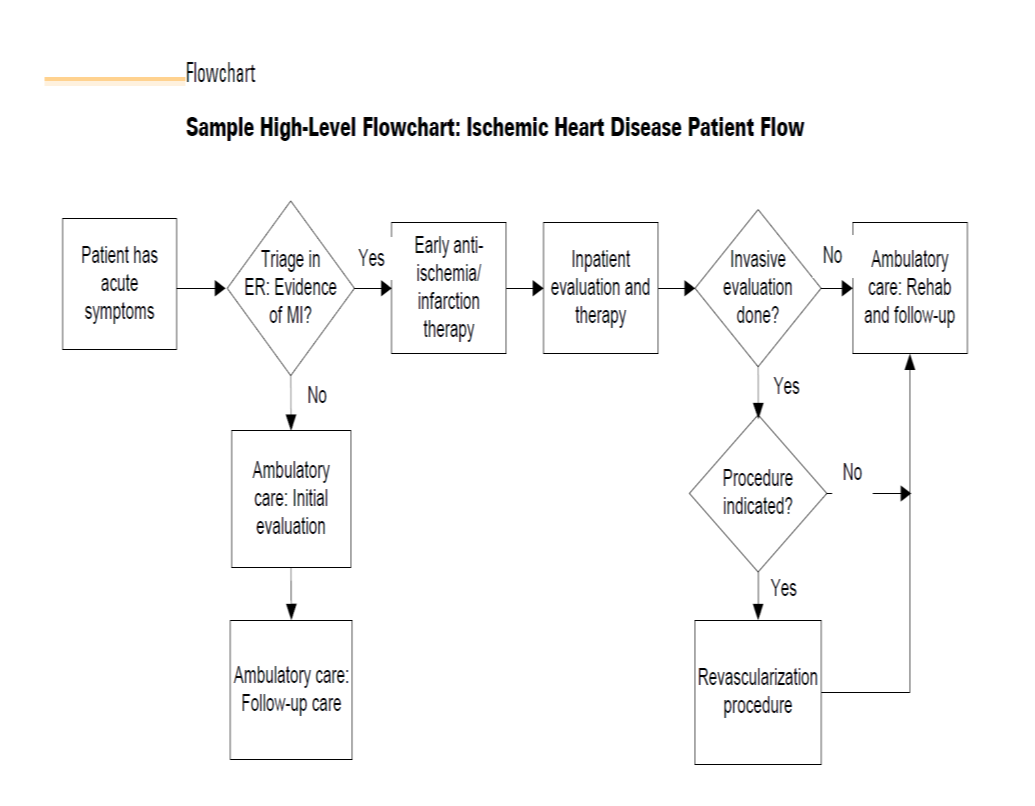 Flowchart
Sample High-Level Flowchart: Ischemic Heart Disease Patient Flow
Patient has
acute
symptoms
Triage in
ER: Evidence
of MI?
Yes
Early anti-
ischemia/
infarction
therapy
Inpatient
evaluation and
therapy
Invasive
evaluation
done?
No
Ambulatory
care: Rehab
and follow-up
No
Yes
Ambulatory
care: Initial
evaluation
Procedure
indicated?
No
Yes
Ambulatory care:
Follow-up care
Revascularization
procedure